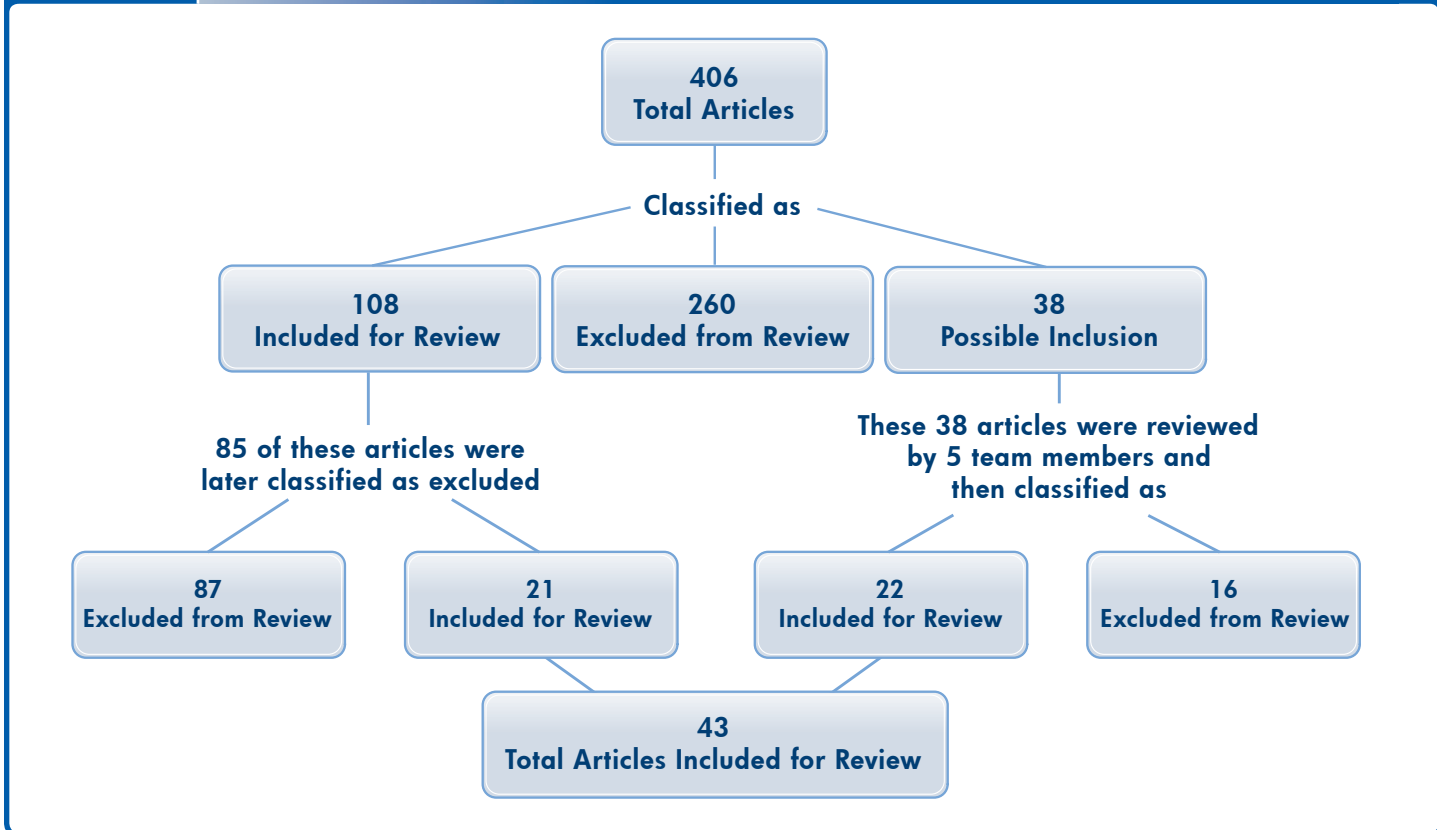 406
Total Articles
Classified as
108
Included for Review
260
Excluded from Review
38
Possible Inclusion
85 of these articles were
later classified as excluded
These 38 articles were reviewed
by 5 team members and
then classified as
87
Excluded from Review
21
Included for Review
22
Included for Review
16
Excluded from Review
43
Total Articles Included for Review